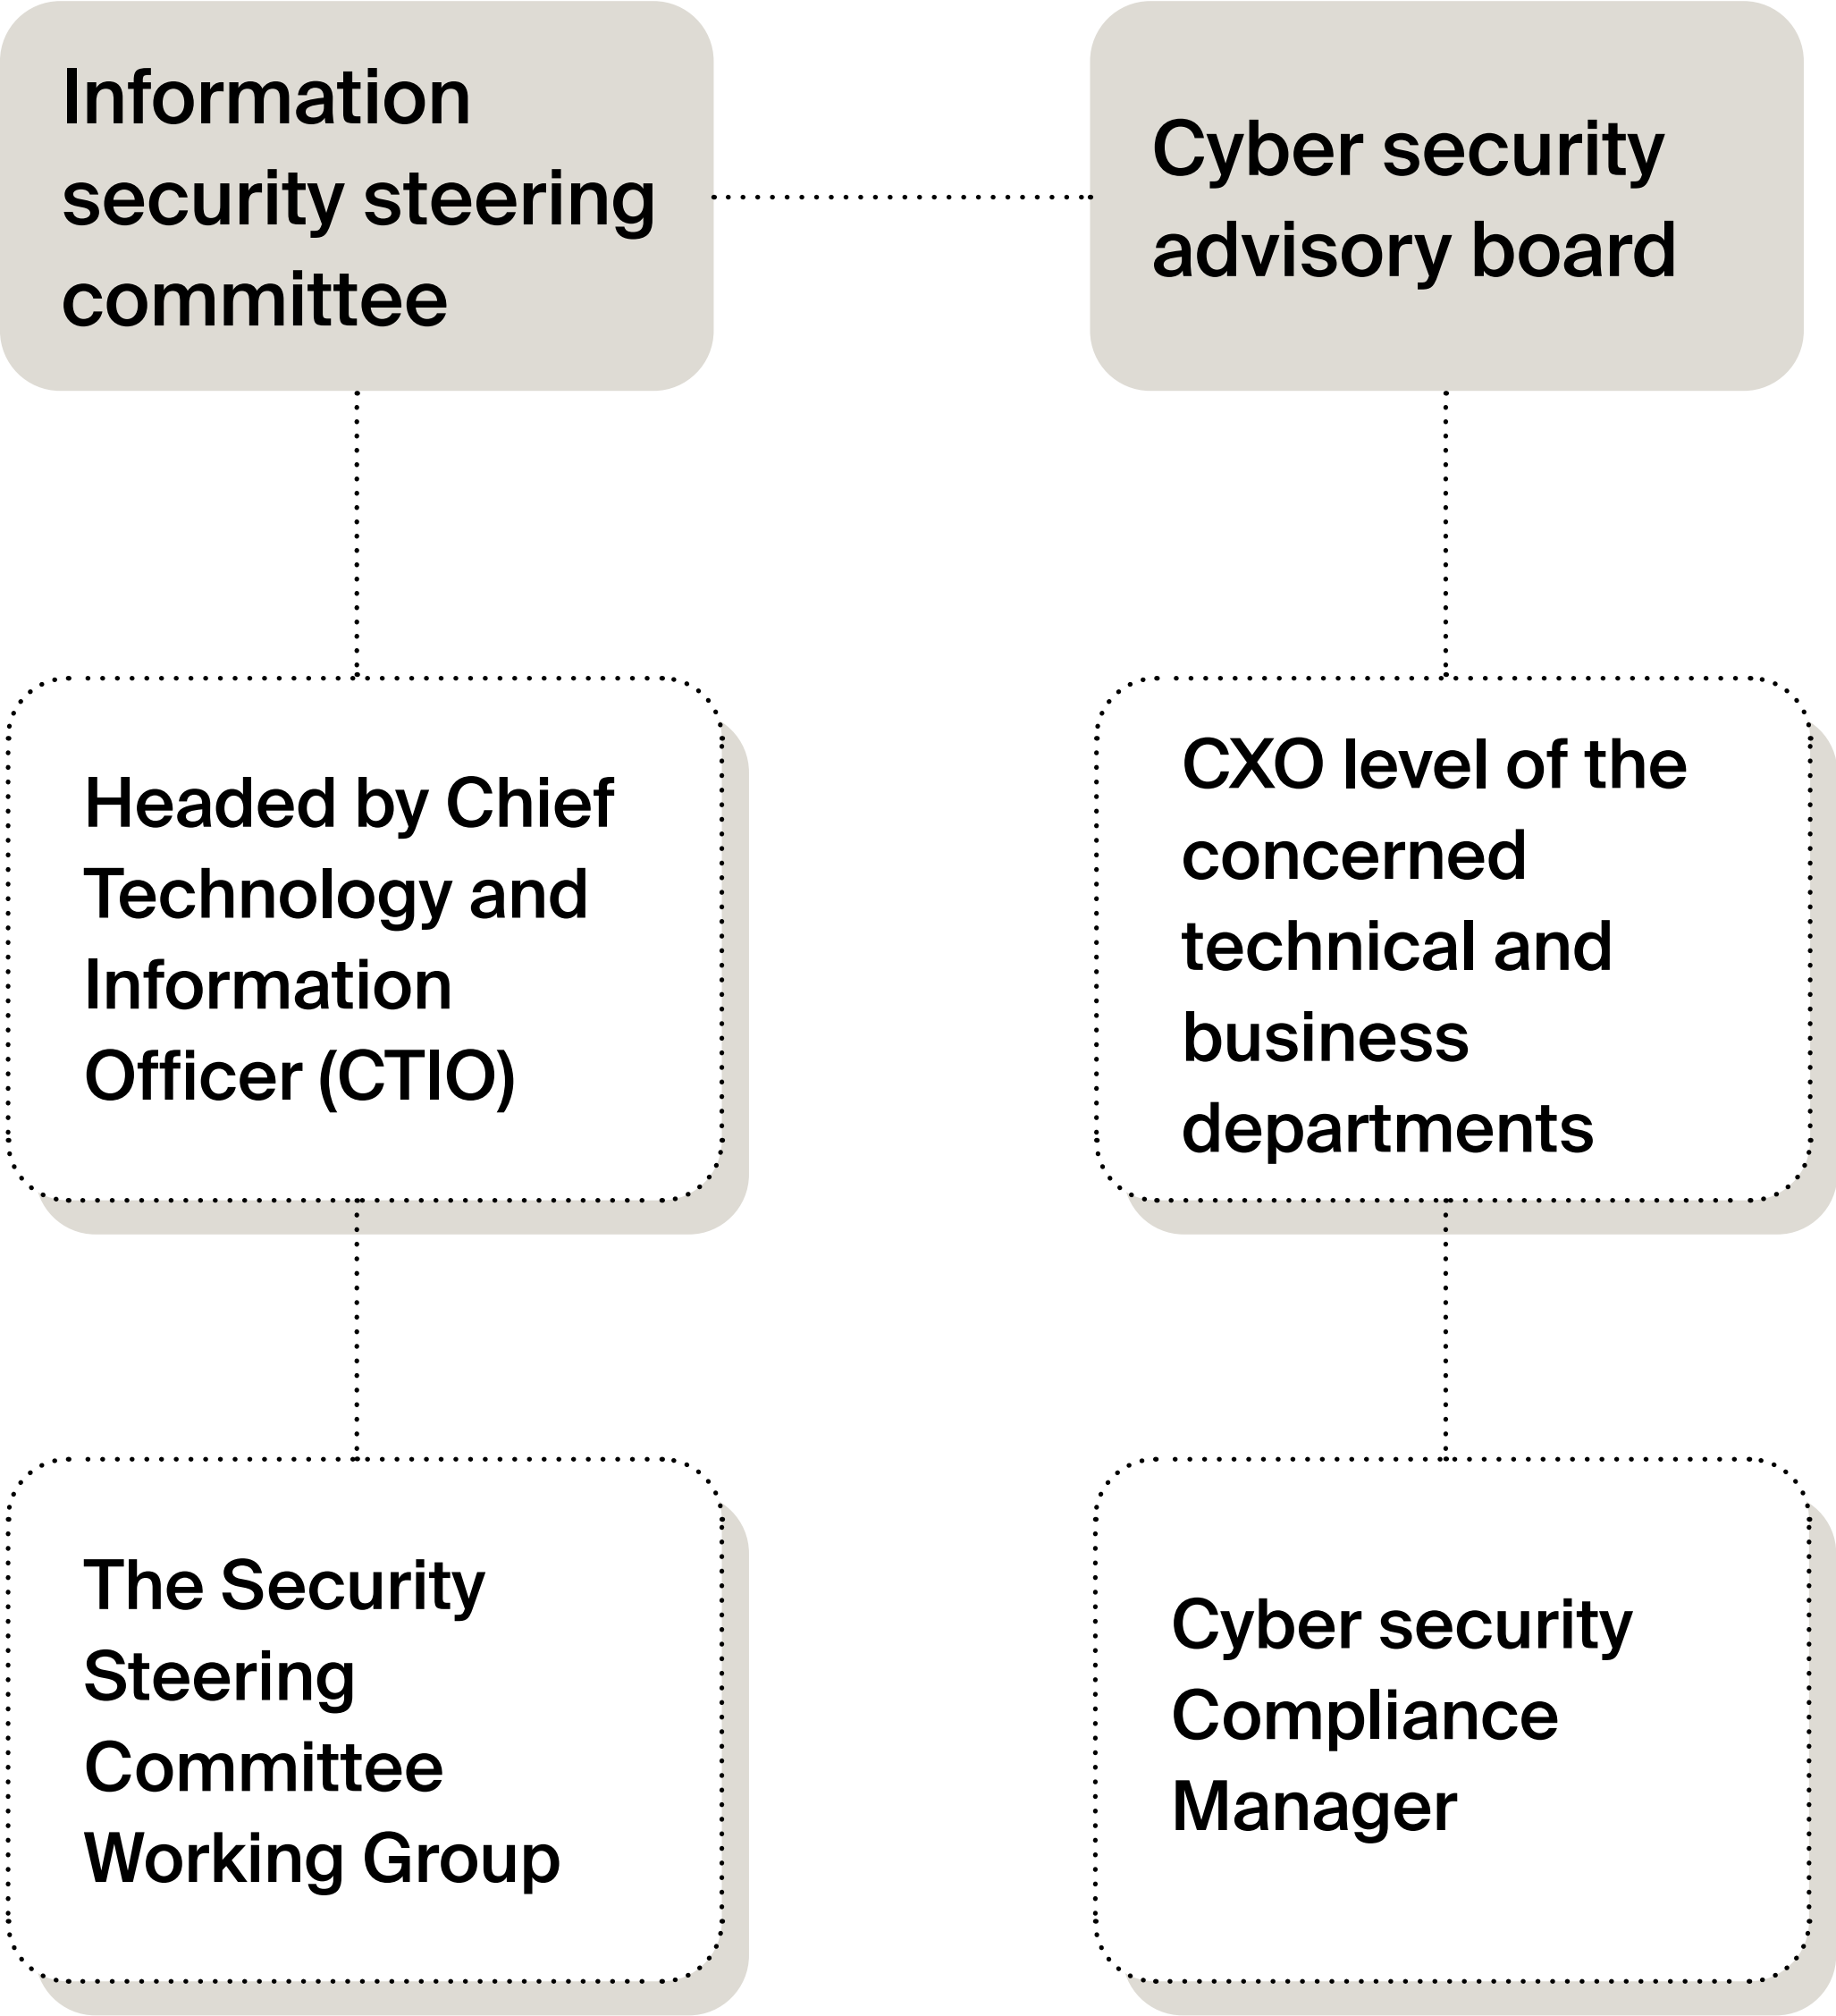 Information
security steering
committee
Cyber security
advisory board
Headed by Chief
Technology and
Information
Officer (CTIO)
CXO level of the
concerned
technical and
business
departments
The Security
Steering
Committee
Working Group
Cyber security
Compliance
Manager